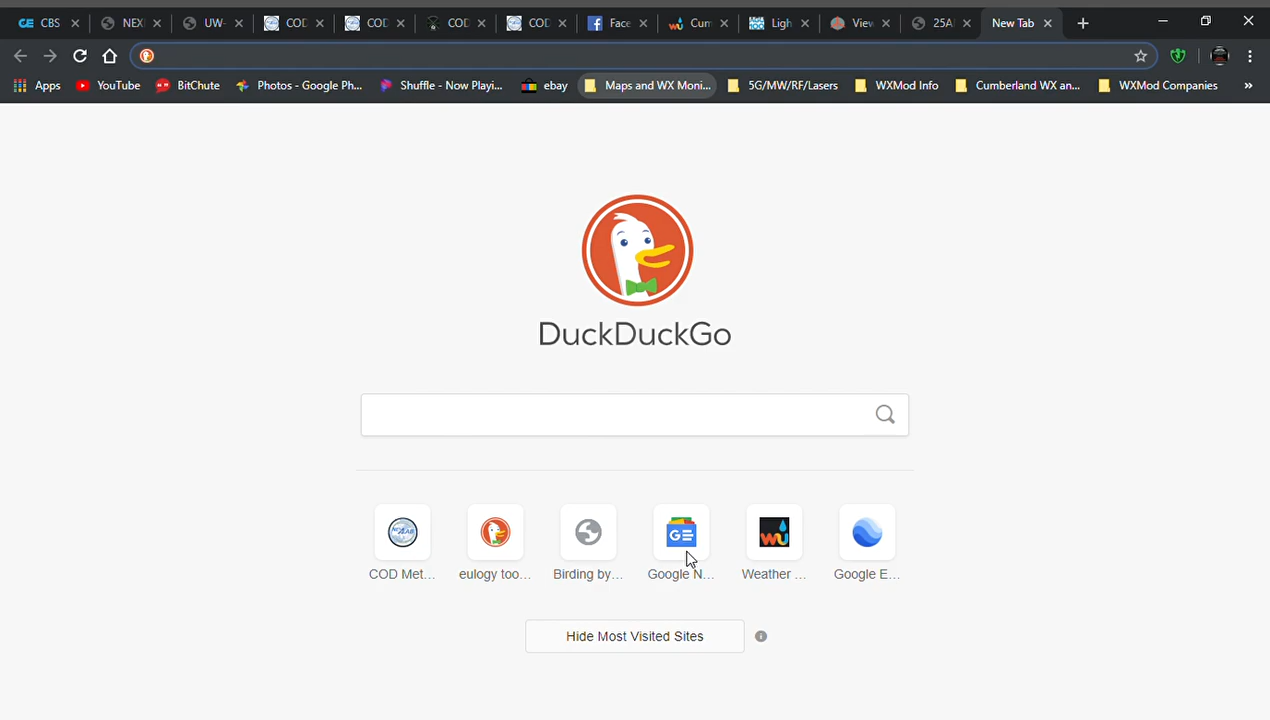 CBS NEXI UW- COD COD COD COD Face Cum Ligh View 25A New Tab
Apps YouTube BitChute Photos - Google Ph... Shuffle - Now Playi... ebay Maps and WX Moni... 5G/MW/RF/Lasers WXMod Info Cumberland WX an... WXMod Companies »
DuckDuckGo
COD Met... eulogy too... Birding by... Google N... Weather ... Google E...
Hide Most Visited Sites